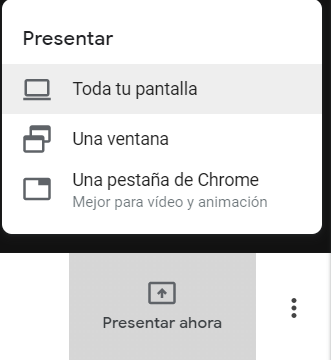 Presentar
Toda tu pantalla
Una ventana
Una pestaña de Chrome
Mejor para vídeo y animación
Presentar ahora